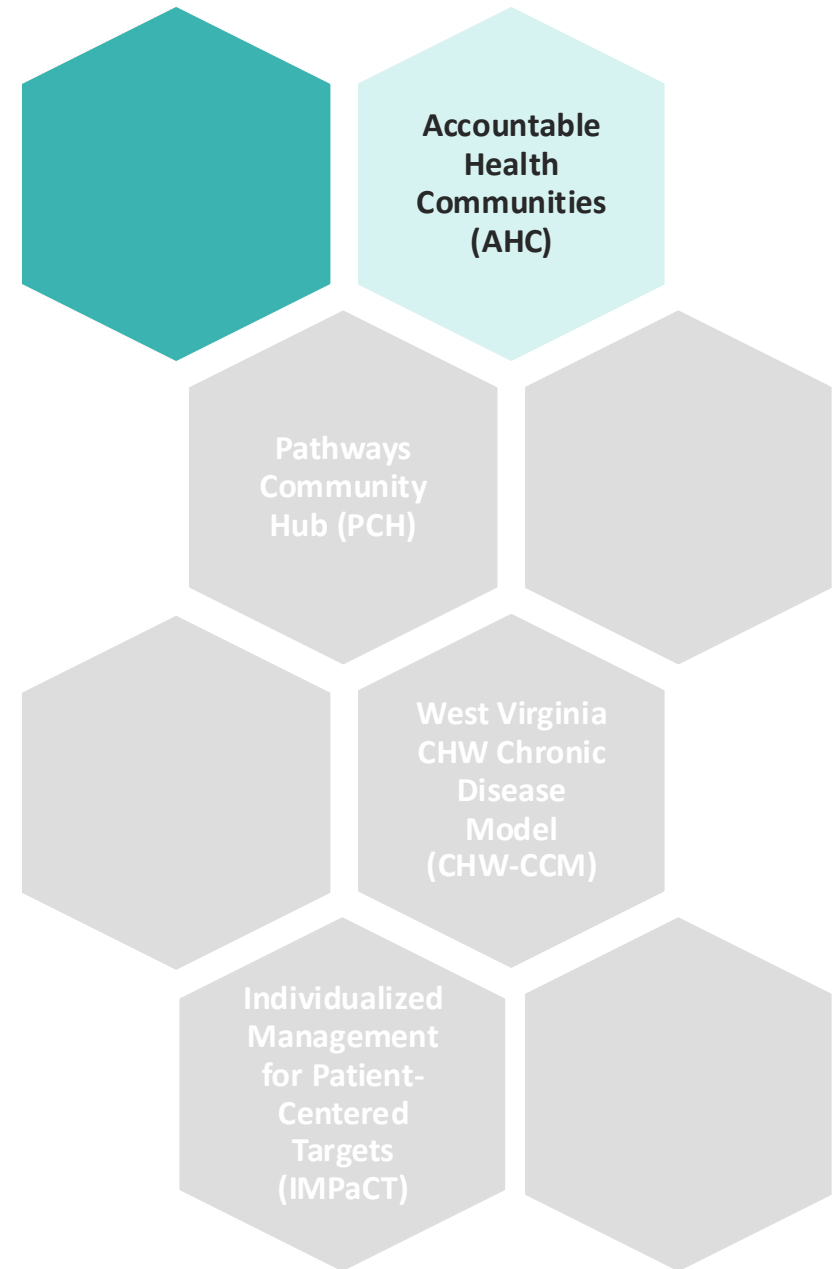 Accountable
Health
Communities
(AHC)
Pathways
Community
Hub (PCH)
West Virginia
CHW Chronic
Disease
Model
(CHW-CCM)
Individualized
Management
for Patient-
Centered
Targets
(IMPaCT)